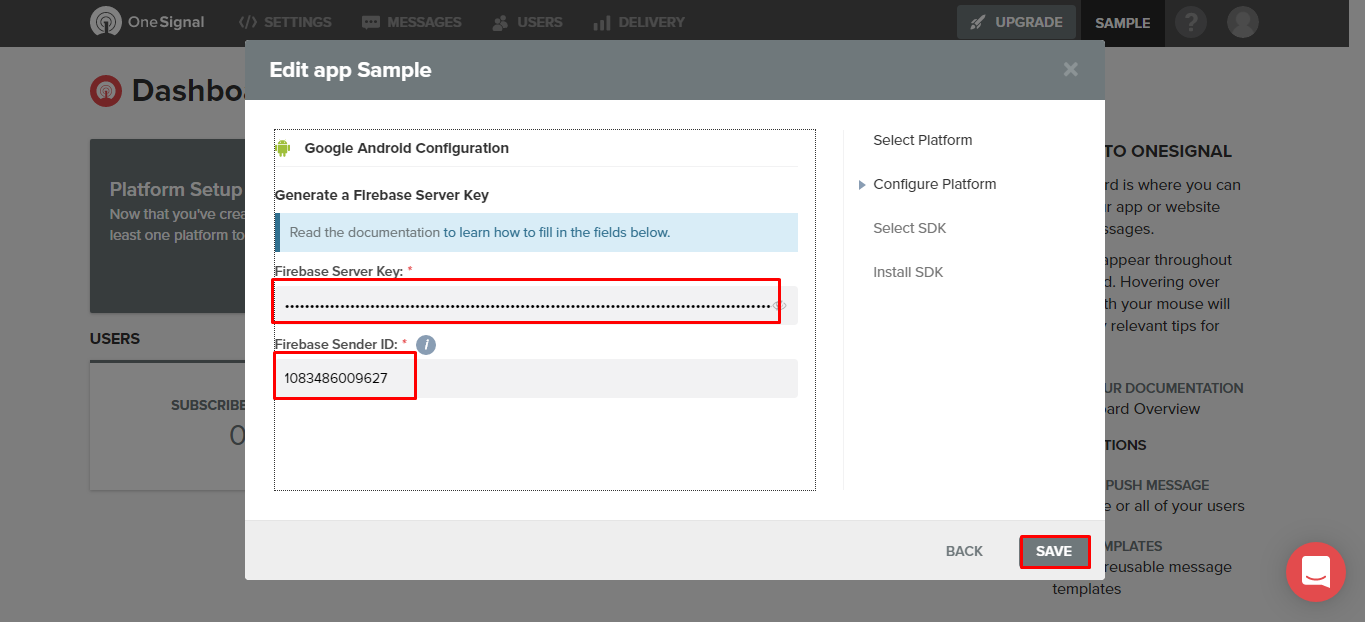 OneSignal
</> SETTINGS
MESSAGES
USERS
DELIVERY
UPGRADE
SAMPLE
?
Edit app Sample
×
Dashbo
Platform Setup
Now that you've crea
least one platform to
USERS
SUBSCRIBE
0
Google Android Configuration
Generate a Firebase Server Key
Read the documentation to learn how to fill in the fields below.
Firebase Server Key: *
Firebase Sender ID: * i
1083486009627
Select Platform
Configure Platform
Select SDK
Install SDK
BACK
SAVE
TO ONESIGNAL
rd is where you can
r app or website
ssages.
appear throughout
d. Hovering over
th your mouse will
relevant tips for
UR DOCUMENTATION
ard Overview
TIONS
PUSH MESSAGE
e or all of your users
MPLATES
reusable message
templates